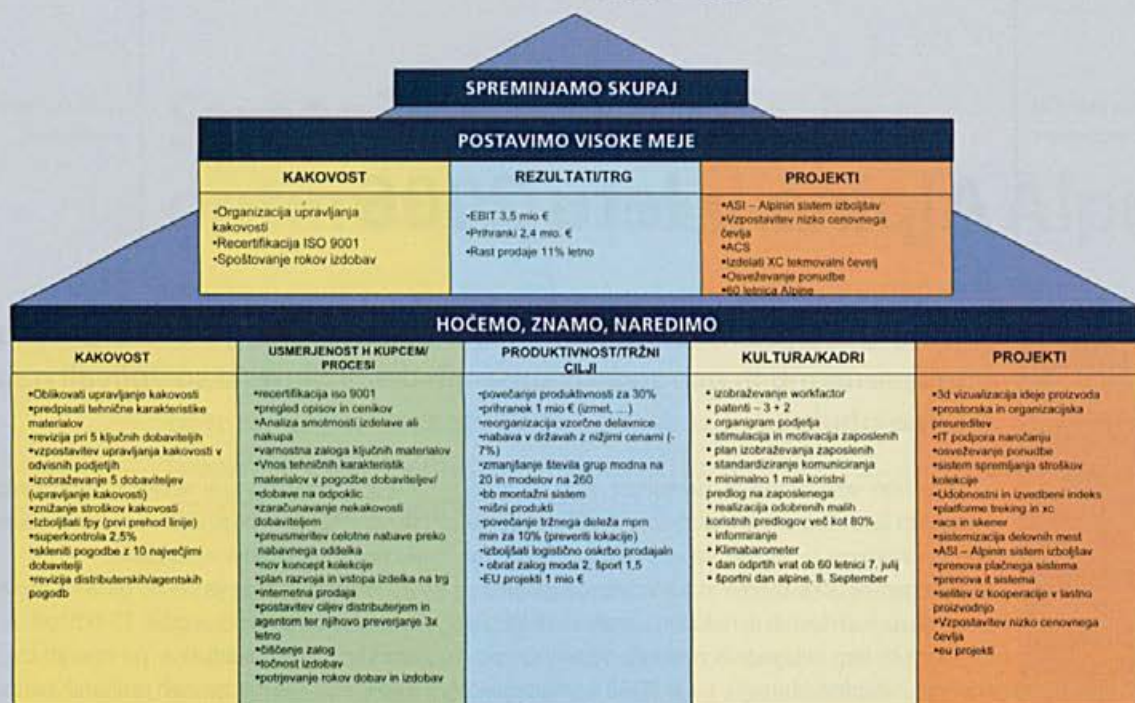 SPREMINJAMO SKUPAJ
POSTAVIMO VISOKE MEJE
KAKOVOST
•Organizacija upravljanja
kakovosti
•Recertifikacija ISO 9001
•Spoštovanje rokov izdobav
REZULTATI/TRG
•EBIT 3,5 mio €
•Prihranki 2,4 mio. €
•Rast prodaje 11% letno
PROJEKTI
•ASI – Alpinin sistem izboljšav
•Vzpostavitev nizko cenovnega
čevlja
•ACS
•Izdelati XC tekmovalni čevelj
•Osveževanje ponudbe
•60 letnica Alpine
HOČEMO, ZNAMO, NAREDIMO
KAKOVOST
•Oblikovati upravljanje kakovosti
•predpisati tehnične karakteristike
materialov
•revizija pri 5 ključnih dobaviteljih
•vzpostavitev upravljanja kakovosti v
odvisnih podjetjih
•izobraževanje 5 dobaviteljev
(upravljanje kakovosti)
•znižanje stroškov kakovosti
•Izboljšati fpy (prvi prehod linije)
•superkontrola 2,5%
•skleniti pogodbe z 10 največjimi
dobavitelji
•revizija distributerskih/agentskih
pogodb
USMERJENOST H KUPCEM/
PROCESI
•recertifikacija iso 9001
•pregled opisov in cenikov
•Analiza smotrnosti izdelave ali
nakupa
•varnostna zaloga ključnih materialov
•Vnos tehničnih karakteristik
materialov v pogodbe dobaviteljev/
•dobave na odpoklic
•zaračunavanje nekakovosti
dobaviteljem
•preusmeritev celotne nabave preko
nabavnega oddelka
•nov koncept kolekcije
•plan razvoja in vstopa izdelka na trg
•internetna prodaja
•postavitev ciljev distributerjem in
agentom ter njihovo preverjanje 3x
letno
•čiščenje zalog
•točnost izdobav
•potrjevanje rokov dobav in izdobav
PRODUKTIVNOST/TRŽNI
CILJI
•povečanje produktivnosti za 30%
•prihranek 1 mio € (izmet, ...)
•reorganizacija vzorčne delavnice
•nabava v državah z nižjimi cenami (-
7%)
•zmanjšanje števila grup modna na
20 in modelov na 260
•bb montažni sistem
•nišni produkti
•povečanje tržnega deleža mprm
min za 10% (preveriti lokacije)
•izboljšati logistično oskrbo prodajaln
• obrat zalog moda 2, šport 1,5
•EU projekti 1 mio €
KULTURA/KADRI
• izobraževanje workfactor
• patenti – 3 + 2
• organigram podjetja
• stimulacija in motivacija zaposlenih
• plan izobraževanja zaposlenih
• standardiziranje komuniciranja
• minimalno 1 mali koristni
predlog na zaposlenega
• realizacija odobrenih malih
koristnih predlogov več kot 80%
• informiranje
• Klimabarometer
• dan odprtih vrat ob 60 letnici 7. julij
• športni dan alpine, 8. September
PROJEKTI
•3d vizualizacija ideje proizvoda
•prostorska in organizacijska
preureditev
•IT podpora naročanju
•osveževanje ponudbe
•sistem spremljanja stroškov
kolekcije
•Udobnostni in izvedbeni indeks
•platforme treking in xc
•acs in skener
•sistemizacija delovnih mest
•ASI – Alpinin sistem izboljšav
•prenova plačnega sistema
•prenova it sistema
•selitev iz kooperacije v lastno
proizvodnjo
•Vzpostavitev nizko cenovnega
čevlja
•eu projekti